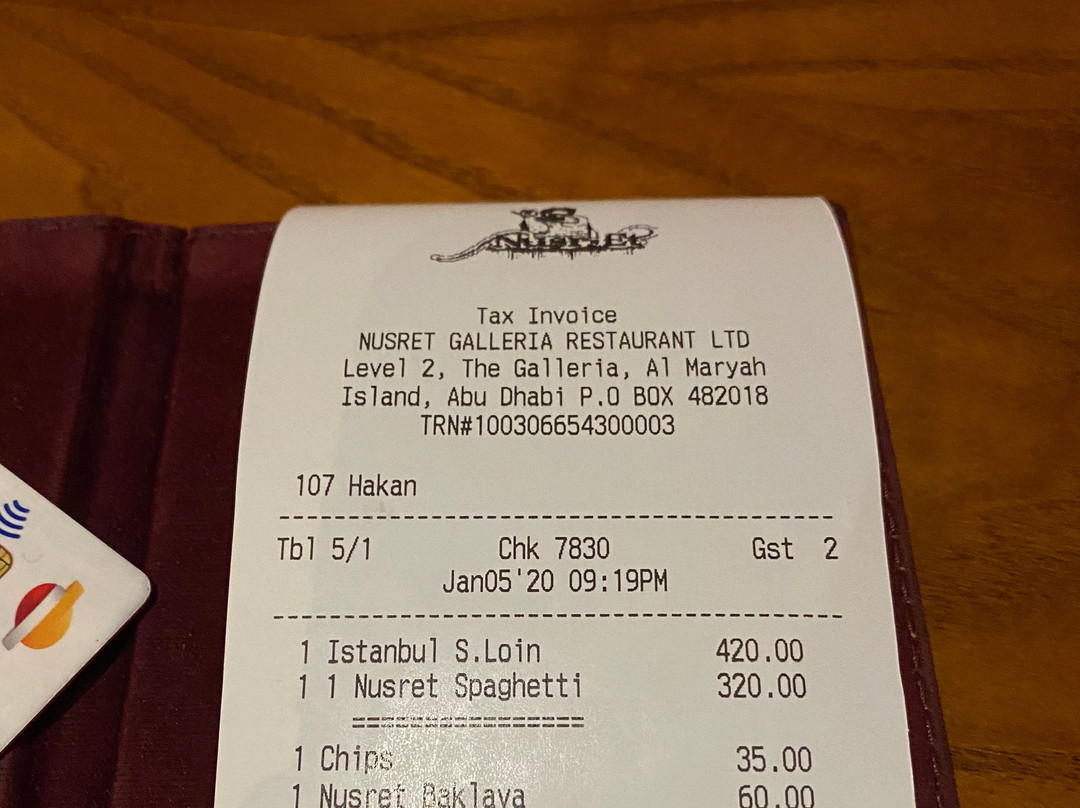 Nusr.Et
Tax Invoice
NUSRET GALLERIA RESTAURANT LTD
Level 2, The Galleria, Al Maryah
Island, Abu Dhabi P.O BOX 482018
TRN#100306654300003
107 Hakan
Tbl 5/1 Chk 7830 Gst 2
Jan05'20 09:19PM
1 Istanbul S.Loin 420.00
1 1 Nusret Spaghetti 320.00
================
1 Chips 35.00
1 Nusret Baklava 60.00